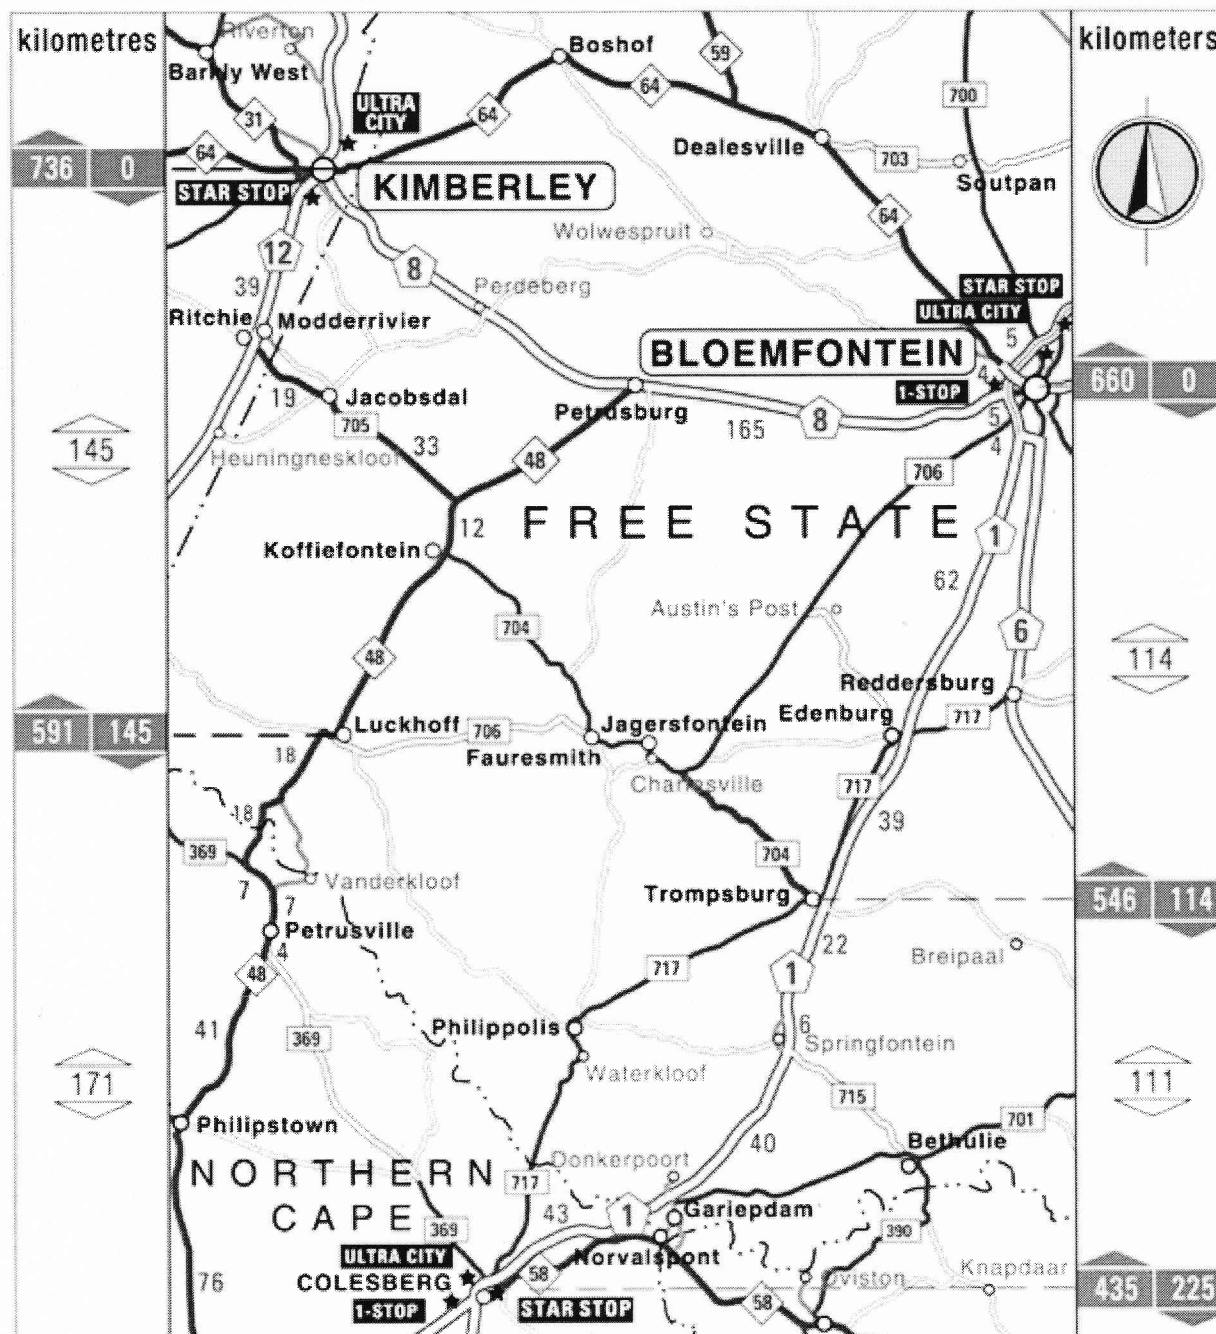 kilometres
Riverton
Boshof
59
kilometers
Barkly West
64
700
31
ULTRA
CITY
64
Dealesville
703
736 0
64
KIMBERLEY
Soutpan
STAR STOP
64
Wolwespruit
12
8
39
Perdeberg
STAR STOP
ULTRA CITY
Ritchie
Modderrivier
5
BLOEMFONTEIN
4
660 0
19
Jacobsdal
1-STOP
Petrusburg
8
5
705
165
4
145
33
Heuningneskloof
48
706
12
FREE STATE
1
Koffiefontein
62
Austin's Post
704
6
48
114
Reddersburg
591 145
Luckhoff
706
Jagersfontein
Edenburg
717
18
Fauresmith
Charlesville
717
18
39
369
704
7
Vanderkloof
7
Trompsburg
546 114
Petrusville
22
4
Breipaal
48
717
1
41
Philippolis
6
369
Springfontein
171
Waterkloof
111
715
Philipstown
701
40
Bethulie
NORTHERN
Donkerpoort
717
CAPE
43
1
Gariepdam
369
390
ULTRA CITY
Norvalspont
Knapdaar
COLESBERG
58
Oviston
76
435 225
1-STOP
STAR STOP
58